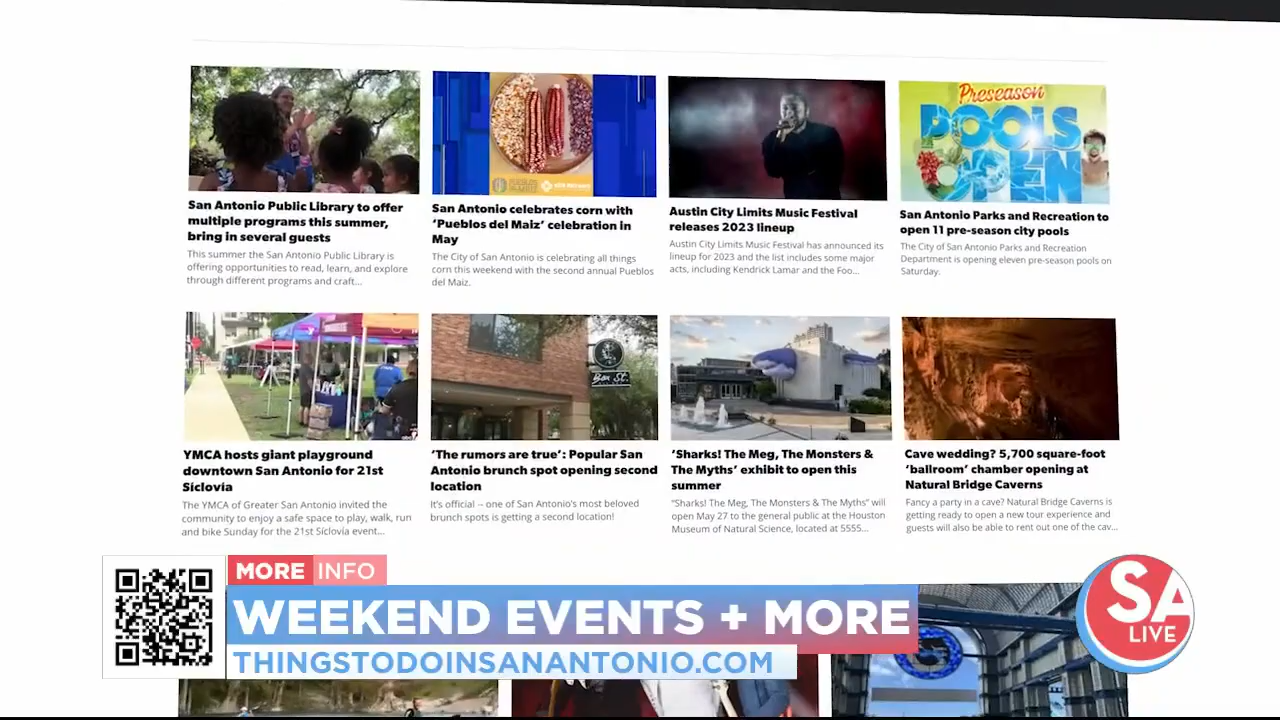 Preseason
POOLS
OPEN
San Antonio Public Library to offer
multiple programs this summer,
bring in several guests
This summer the San Antonio Public Library is
offering opportunities to read, learn, and explore
through different programs and craft...
San Antonio celebrates corn with
‘Pueblos del Maiz’ celebration in
May
The City of San Antonio is celebrating all things
corn this weekend with the second annual Pueblos
del Maiz.
Austin City Limits Music Festival
releases 2023 lineup
Austin City Limits Music Festival has announced its
lineup for 2023 and the list includes some major
acts, including Kendrick Lamar and the Foo...
San Antonio Parks and Recreation to
open 11 pre-season city pools
The City of San Antonio Parks and Recreation
Department is opening eleven pre-season pools on
Saturday.
Box St.
YMCA hosts giant playground
downtown San Antonio for 21st
Síclovía
The YMCA of Greater San Antonio invited the
community to enjoy a safe space to play, walk, run
and bike Sunday for the 21st Síclovía event...
‘The rumors are true’: Popular San
Antonio brunch spot opening second
location
It’s official -- one of San Antonio’s most beloved
brunch spots is getting a second location!
‘Sharks! The Meg, The Monsters &
The Myths’ exhibit to open this
summer
“Sharks! The Meg, The Monsters & The Myths” will
open May 27 to the general public at the Houston
Museum of Natural Science, located at 5555...
Cave wedding? 5,700 square-foot
‘ballroom’ chamber opening at
Natural Bridge Caverns
Fancy a party in a cave? Natural Bridge Caverns is
getting ready to open a new tour experience and
guests will also be able to rent out one of the cav...
MORE INFO
WEEKEND EVENTS + MORE
THINGSTODOINSANANTONIO.COM
SA
LIVE